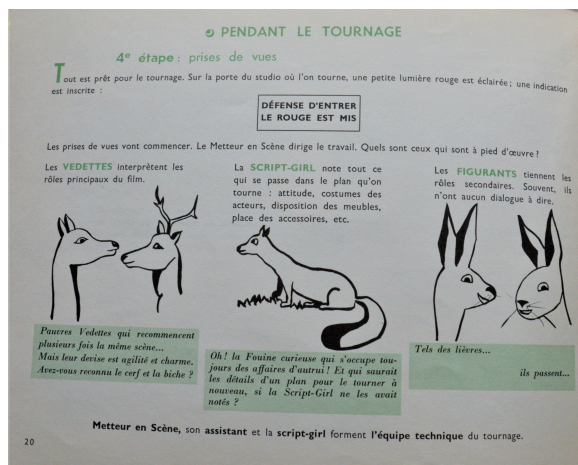 PENDANT LE TOURNAGE
4e étape : prises de vues
Tout est prêt pour le tournage. Sur la porte du studio où l'on tourne, une petite lumière rouge est éclairée ; une indication
est inscrite :
DÉFENSE D'ENTRER
LE ROUGE EST MIS
Les prises de vues vont commencer. Le Metteur en Scène dirige le travail. Quels sont ceux qui sont à pied d'œuvre ?
Les VEDETTES interprètent les
rôles principaux du film.
La SCRIPT-GIRL note tout ce
qui se passe dans le plan qu'on
tourne : attitude, costumes des
acteurs, disposition des meubles,
place des accessoires, etc.
Les FIGURANTS tiennent les
rôles secondaires. Souvent, ils
n'ont aucun dialogue à dire.
Pauvres Vedettes qui recommencent
plusieurs fois la même scène...
Mais leur devise est agilité et charme.
Avez-vous reconnu le cerf et la biche ?
Oh ! la Fouine curieuse qui s'occupe tou-
jours des affaires d'autrui ! Et qui saurait
les détails d'un plan pour le tourner à
nouveau, si la Script-Girl ne les avait
notés ?
Tels des lièvres...
ils passent...
Metteur en Scène, son assistant et la script-girl forment l'équipe technique du tournage.
20